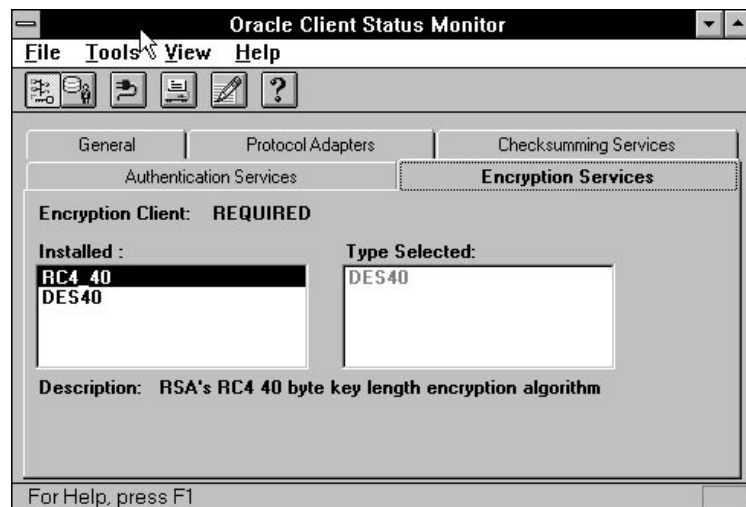 Oracle Client Status Monitor
File Tools View Help
?
General Protocol Adapters Checksumming Services
Authentication Services Encryption Services
Encryption Client: REQUIRED
Installed : Type Selected:
RC4_40 DES40
DES40
Description: RSA's RC4 40 byte key length encryption algorithm
For Help, press F1